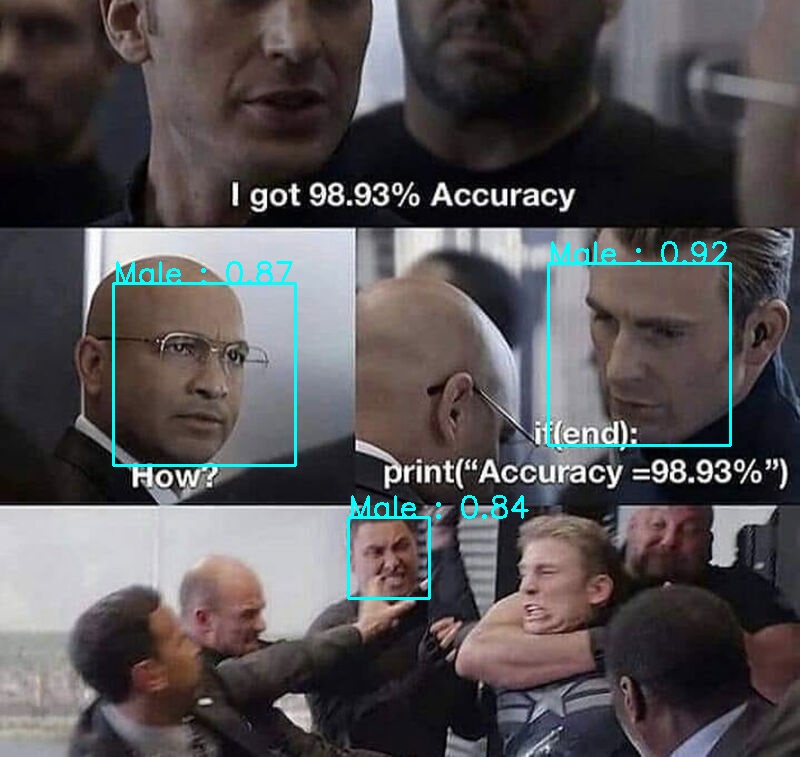 I got 98.93% Accuracy
Male : 0.87
Male : 0.92
How?
if(end):
print(“Accuracy =98.93%”)
Male : 0.84